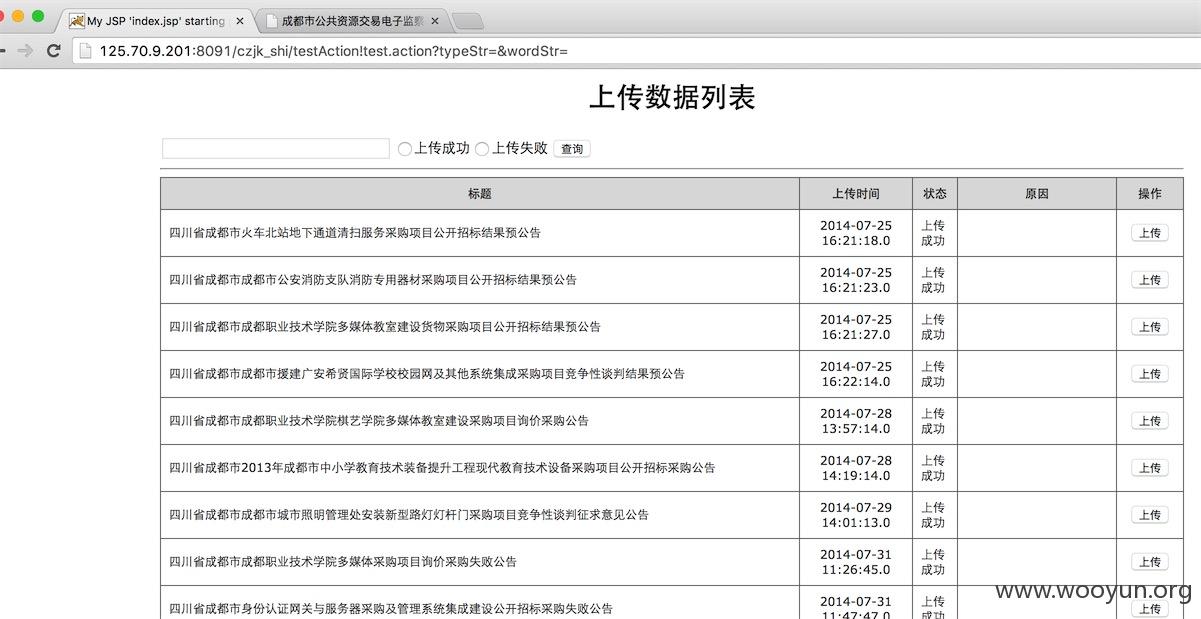 My JSP 'index.jsp' starting
成都市公共资源交易电子监察
125.70.9.201:8091/czjk_shi/testAction!test.action?typeStr=&wordStr=
上传数据列表
上传成功 上传失败 查询
标题 上传时间 状态 原因 操作
四川省成都市火车北站地下通道清扫服务采购项目公开招标结果预公告 2014-07-25 16:21:18.0 上传成功 上传
四川省成都市成都市公安消防支队消防专用器材采购项目公开招标结果预公告 2014-07-25 16:21:23.0 上传成功 上传
四川省成都市成都职业技术学院多媒体教室建设货物采购项目公开招标结果预公告 2014-07-25 16:21:27.0 上传成功 上传
四川省成都市成都市援建广安希贤国际学校校园网及其他系统集成采购项目竞争性谈判结果预公告 2014-07-25 16:22:14.0 上传成功 上传
四川省成都市成都职业技术学院棋艺学院多媒体教室建设采购项目询价采购公告 2014-07-28 13:57:14.0 上传成功 上传
四川省成都市2013年成都市中小学教育技术装备提升工程现代教育技术设备采购项目公开招标采购公告 2014-07-28 14:19:14.0 上传成功 上传
四川省成都市成都市城市照明管理处安装新型路灯灯杆门采购项目竞争性谈判征求意见公告 2014-07-29 14:01:13.0 上传成功 上传
四川省成都市成都职业技术学院多媒体采购项目询价采购失败公告 2014-07-31 11:26:45.0 上传成功 上传
四川省成都市身份认证网关与服务器采购及管理系统集成建设公开招标采购失败公告 2014-07-31 11:47:47.0 上传成功 上传
www.wooyun.org